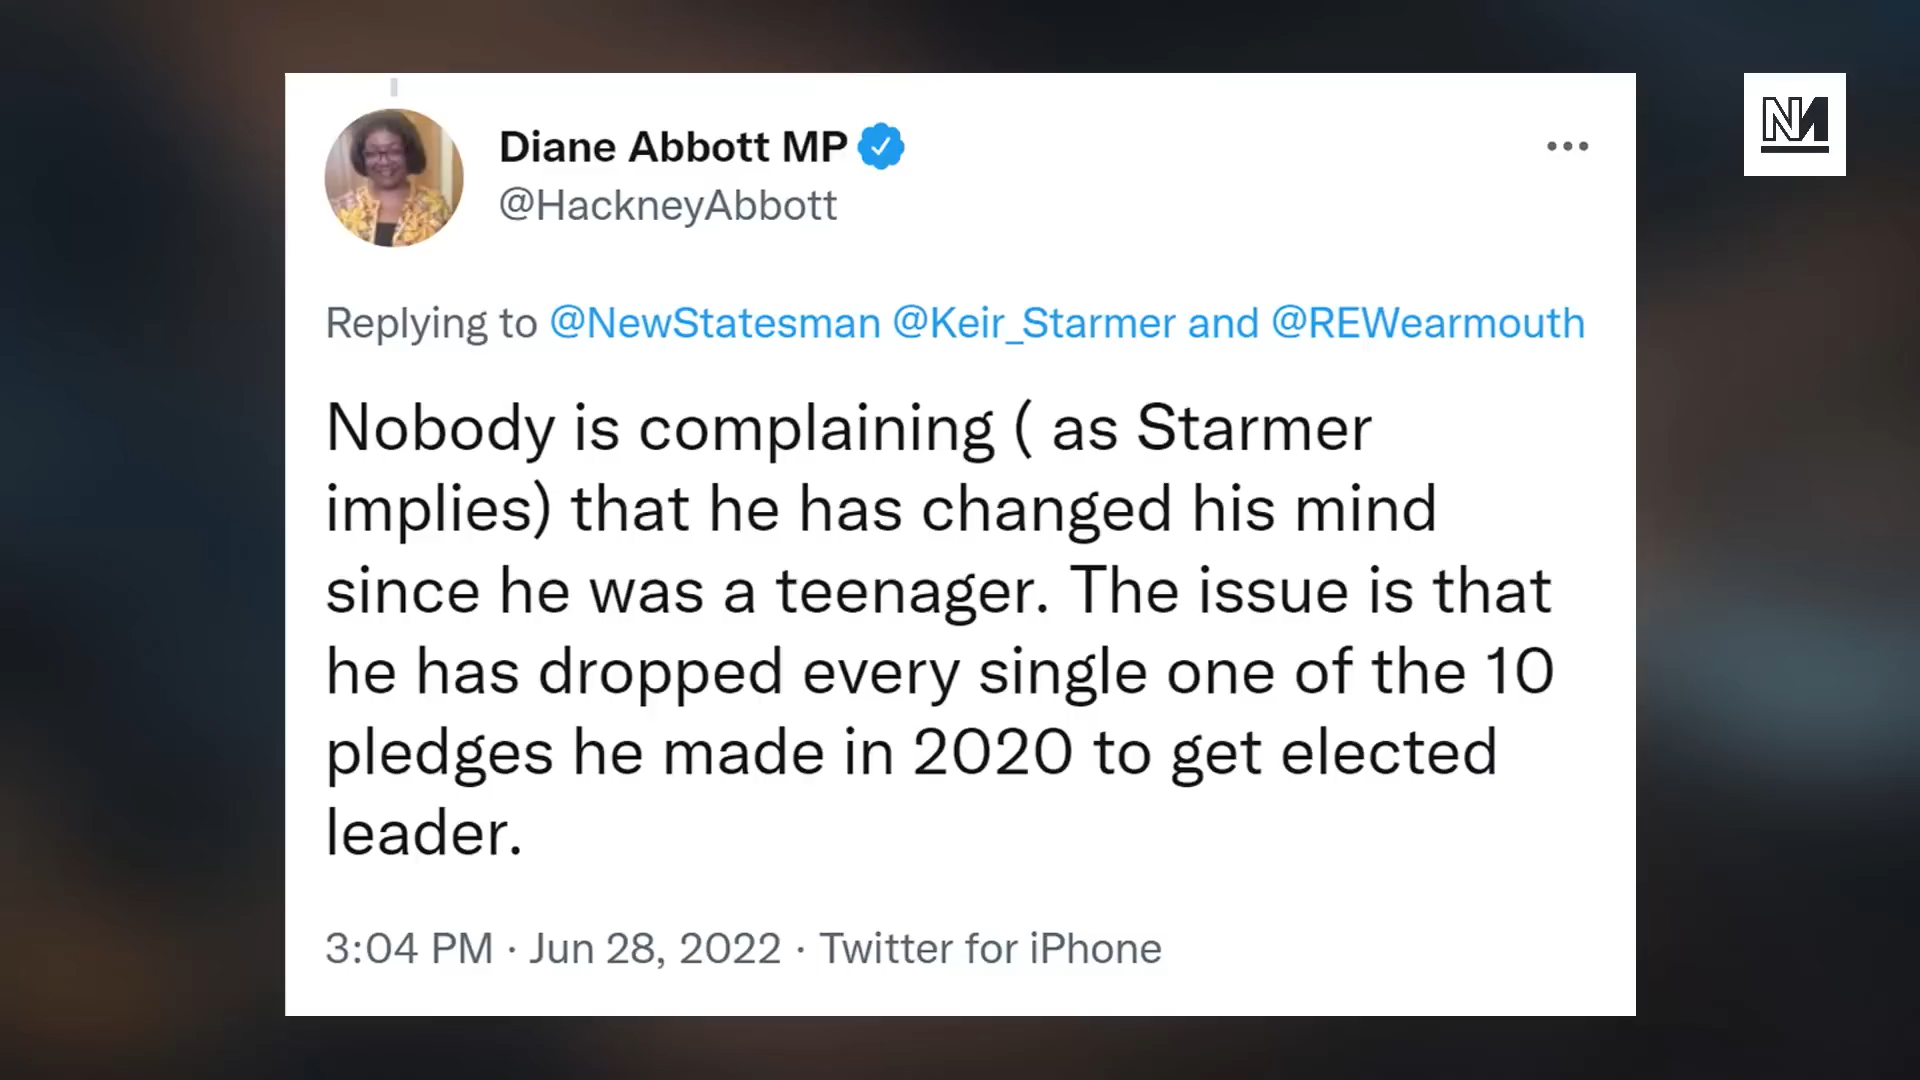 Diane Abbott MP
@HackneyAbbott
Replying to @NewStatesman @Keir_Starmer and @REWearmouth
Nobody is complaining ( as Starmer
implies) that he has changed his mind
since he was a teenager. The issue is that
he has dropped every single one of the 10
pledges he made in 2020 to get elected
leader.
3:04 PM · Jun 28, 2022 · Twitter for iPhone
NM